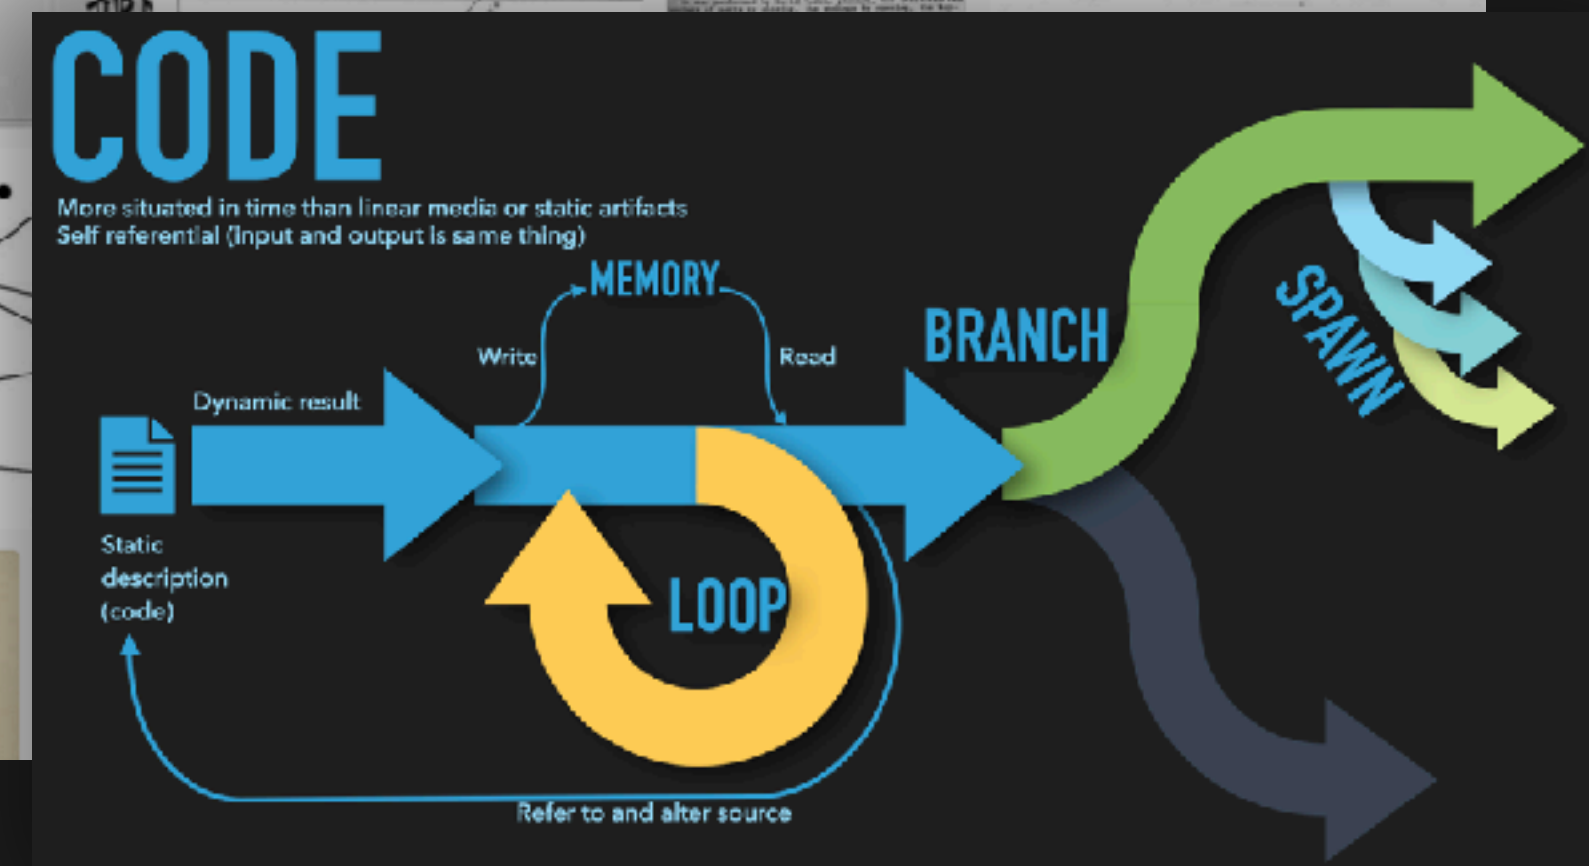 CODE
More situated in time than linear media or static artifacts
Self referential (Input and output is same thing)
MEMORY
Write
Read
BRANCH
SPAWN
Dynamic result
Static
description
(code)
LOOP
Refer to and alter source